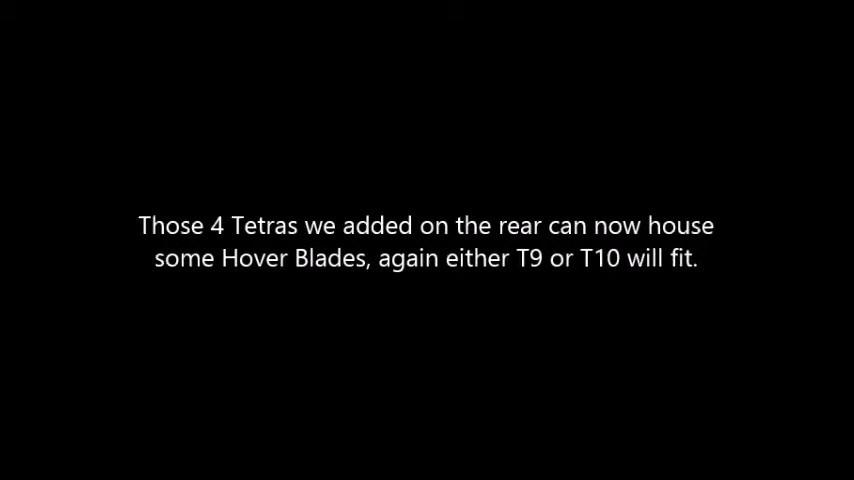 Those 4 Tetras we added on the rear can now house
some Hover Blades, again either T9 or T10 will fit.